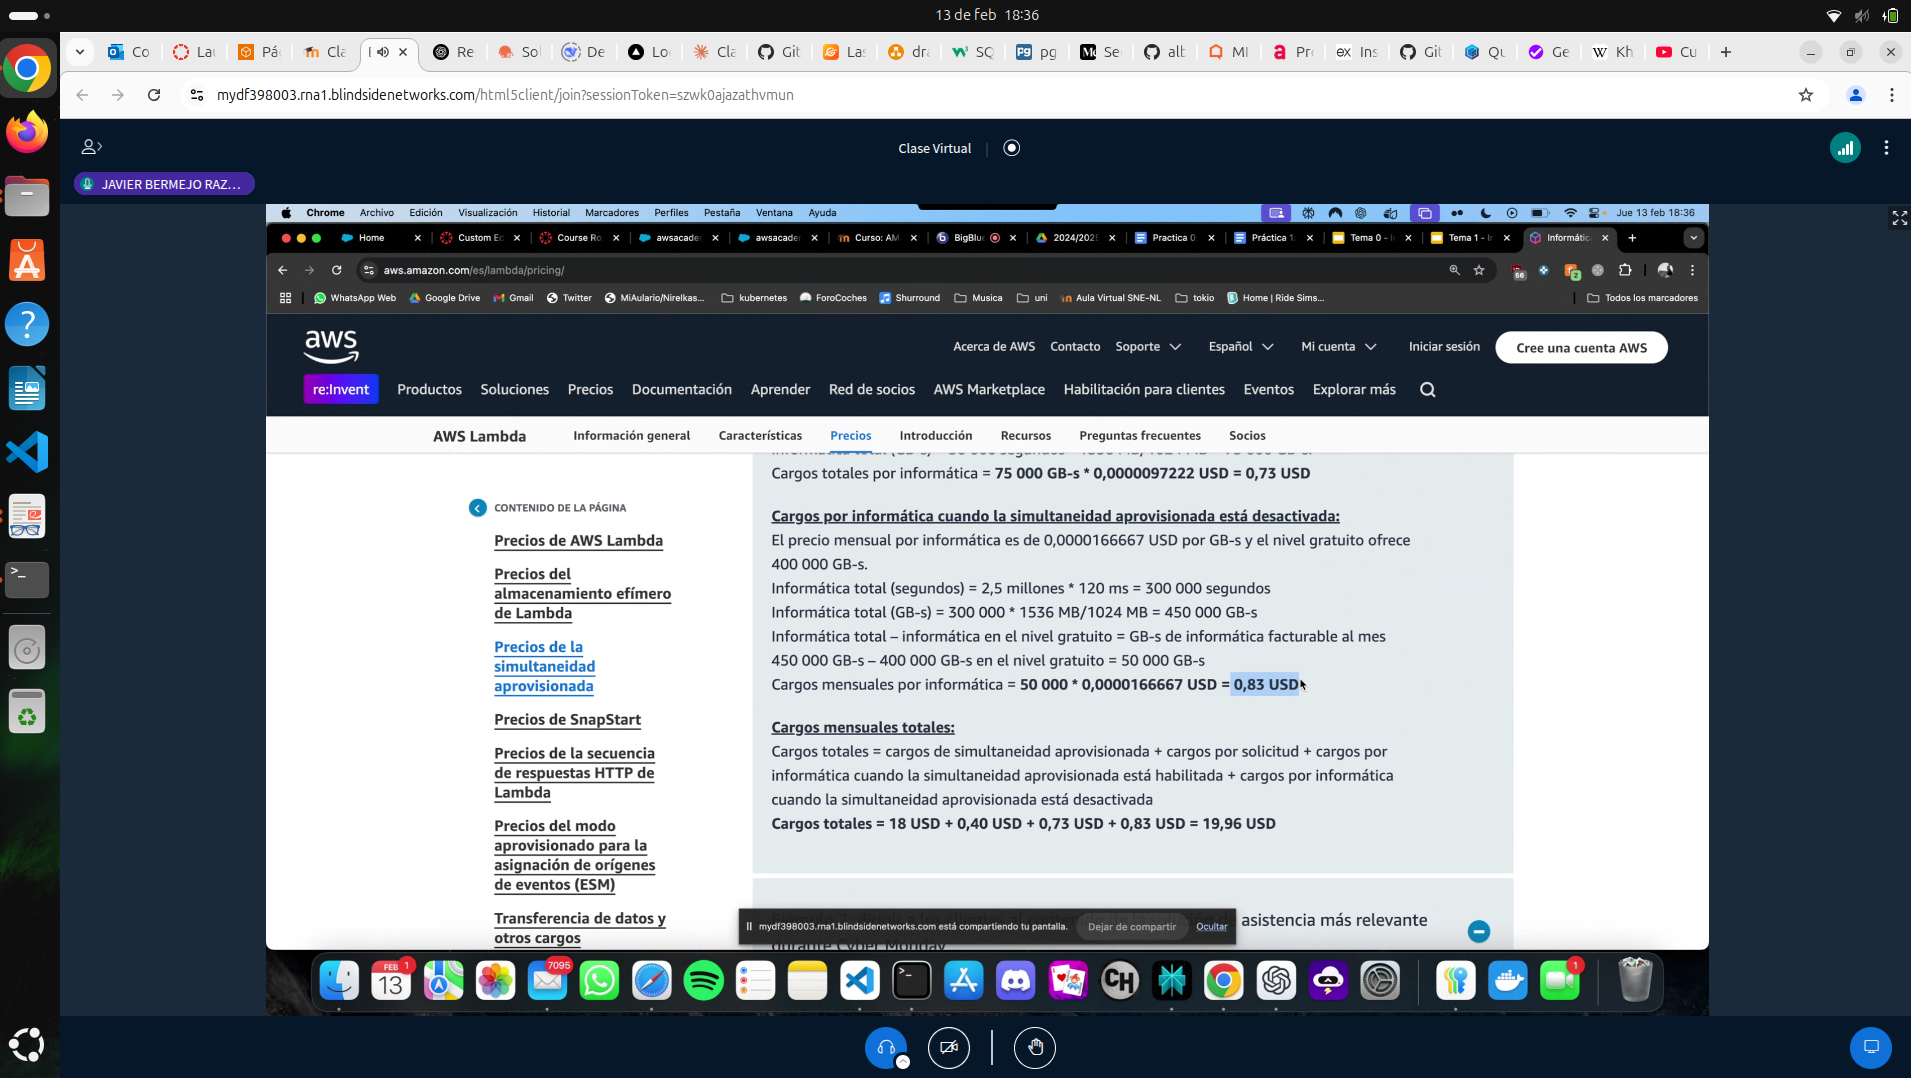 13 de feb 18:36
Co
Lau
Pá
Cla
Re
Sol
De
Loc
Cla
Git
Las
dra
SQ
pg
Se
alb
MI
Pr
Ins
Git
Qu
Ge
Kh
Cu
mydf398003.rna1.blindsidenetworks.com/html5client/join?sessionToken=szwk0ajazathvmun
Clase Virtual
JAVIER BERMEJO RAZ...
Chrome Archivo Edición Visualización Historial Marcadores Perfiles Pestaña Ventana Ayuda
Jue 13 feb 18:36
Home
Custom Ec
Course Ro
awsacader
awsacader
Curso: AM
BigBlue
2024/2025
Practica 0
Práctica 1
Tema 0 - I
Tema 1 - Ir
Informátic
aws.amazon.com/es/lambda/pricing/
56
2
WhatsApp Web
Google Drive
Gmail
Twitter
MiAulario/Nirelkas...
kubernetes
ForoCoches
Shurround
Musica
uni
Aula Virtual SNE-NL
tokio
Home | Ride Sims...
Todos los marcadores
aws
Acerca de AWS
Contacto
Soporte
Español
Mi cuenta
Iniciar sesión
Cree una cuenta AWS
re:Invent
Productos
Soluciones
Precios
Documentación
Aprender
Red de socios
AWS Marketplace
Habilitación para clientes
Eventos
Explorar más
AWS Lambda
Información general
Características
Precios
Introducción
Recursos
Preguntas frecuentes
Socios
CONTENIDO DE LA PÁGINA
Precios de AWS Lambda
Precios del
almacenamiento efímero
de Lambda
Precios de la
simultaneidad
aprovisionada
Precios de SnapStart
Precios de la secuencia
de respuestas HTTP de
Lambda
Precios del modo
aprovisionado para la
asignación de orígenes
de eventos (ESM)
Transferencia de datos y
otros cargos
Cargos totales por informática = 75 000 GB-s * 0,0000097222 USD = 0,73 USD
Cargos por informática cuando la simultaneidad aprovisionada está desactivada:
El precio mensual por informática es de 0,0000166667 USD por GB-s y el nivel gratuito ofrece
400 000 GB-s.
Informática total (segundos) = 2,5 millones * 120 ms = 300 000 segundos
Informática total (GB-s) = 300 000 * 1536 MB/1024 MB = 450 000 GB-s
Informática total – informática en el nivel gratuito = GB-s de informática facturable al mes
450 000 GB-s – 400 000 GB-s en el nivel gratuito = 50 000 GB-s
Cargos mensuales por informática = 50 000 * 0,0000166667 USD = 0,83 USD
Cargos mensuales totales:
Cargos totales = cargos de simultaneidad aprovisionada + cargos por solicitud + cargos por
informática cuando la simultaneidad aprovisionada está habilitada + cargos por informática
cuando la simultaneidad aprovisionada está desactivada
Cargos totales = 18 USD + 0,40 USD + 0,73 USD + 0,83 USD = 19,96 USD
asistencia más relevante
durante Cyber Monday
mydf398003.rna1.blindsidenetworks.com está compartiendo tu pantalla.
Dejar de compartir
Ocultar
FEB
13
1
7095
CH
1